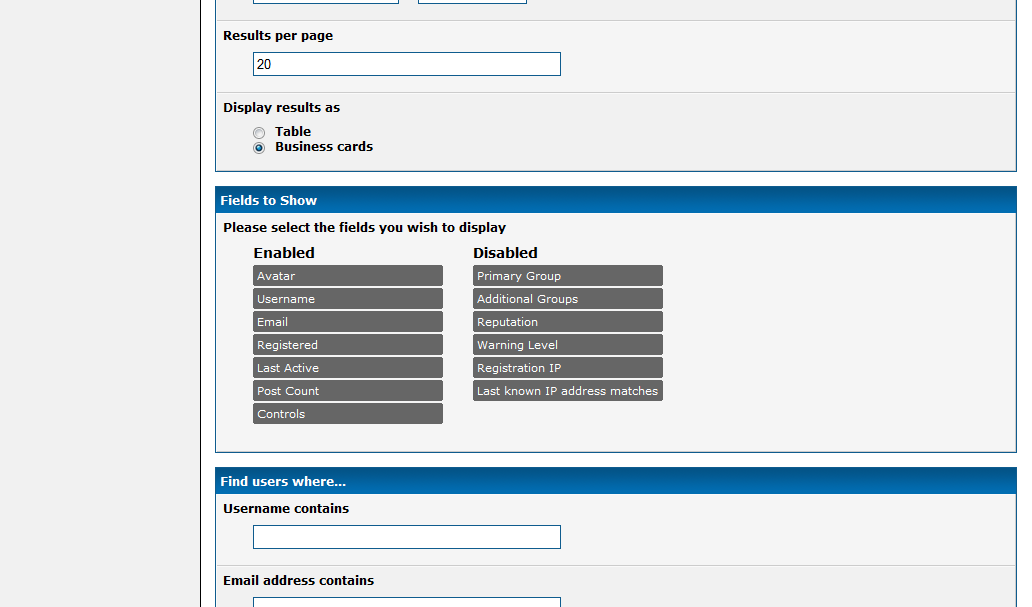 Results per page
20
Display results as
Table
Business cards
Fields to Show
Please select the fields you wish to display
Enabled
Avatar
Username
Email
Registered
Last Active
Post Count
Controls
Disabled
Primary Group
Additional Groups
Reputation
Warning Level
Registration IP
Last known IP address matches
Find users where...
Username contains
Email address contains